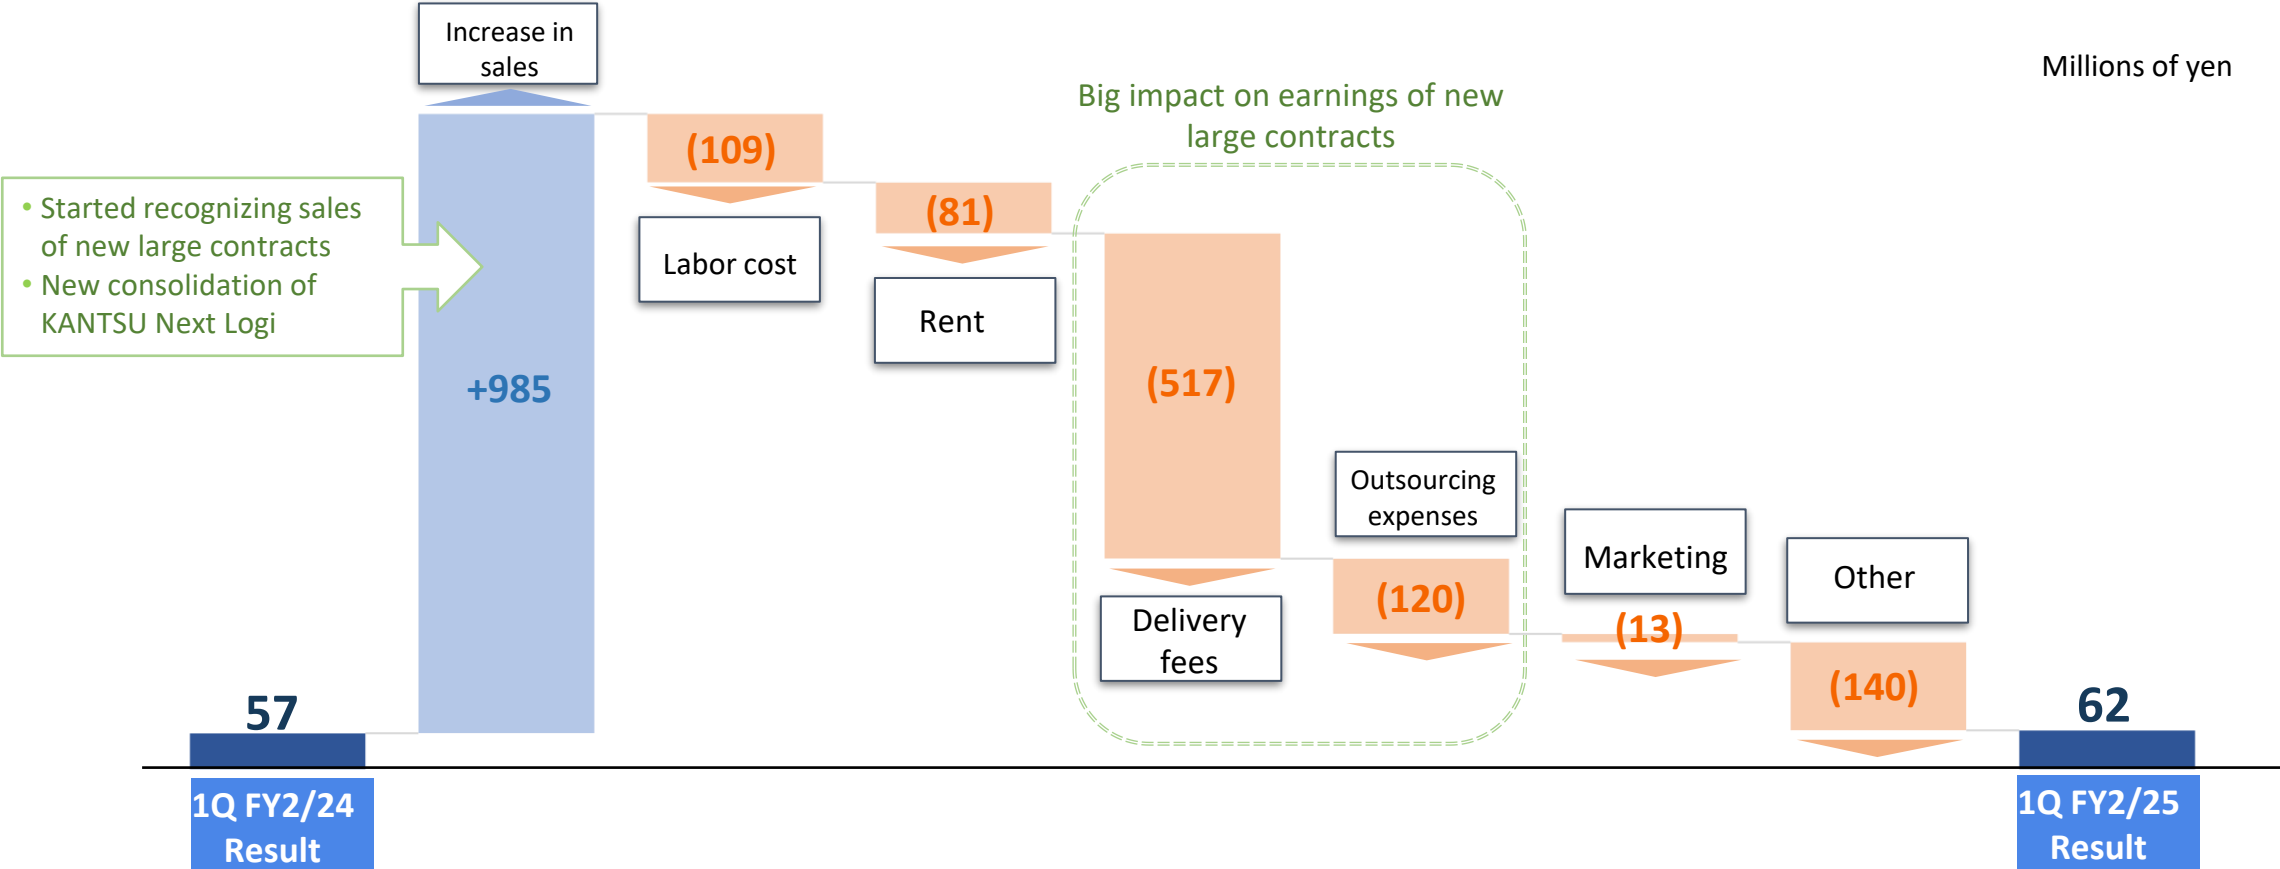 Increase in
sales
Millions of yen
Big impact on earnings of new
large contracts
(109)
• Started recognizing sales
of new large contracts
• New consolidation of
KANTSU Next Logi
(81)
Labor cost
Rent
+985
(517)
Outsourcing
expenses
Marketing
Other
(120)
Delivery
fees
(13)
(140)
57
62
1Q FY2/24
Result
1Q FY2/25
Result